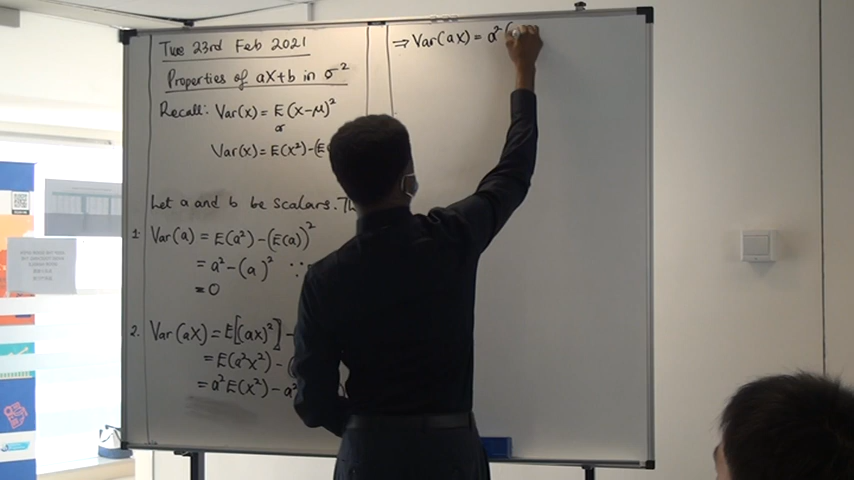 Tue 23rd Feb 2021
Properties of aX+b in σ²
Recall: Var(x) = E(x-μ)²
or
Var(x) = E(x²)-(E
Let a and b be scalars. Th
1. Var(a) = E(a²) - (E(a))²
= a² - (a)² ∵
= 0
2. Var(aX) = E[(ax)²] -
= E(a²x²) - (
= a²E(x²) - a²
⇒ Var(aX) = a² (